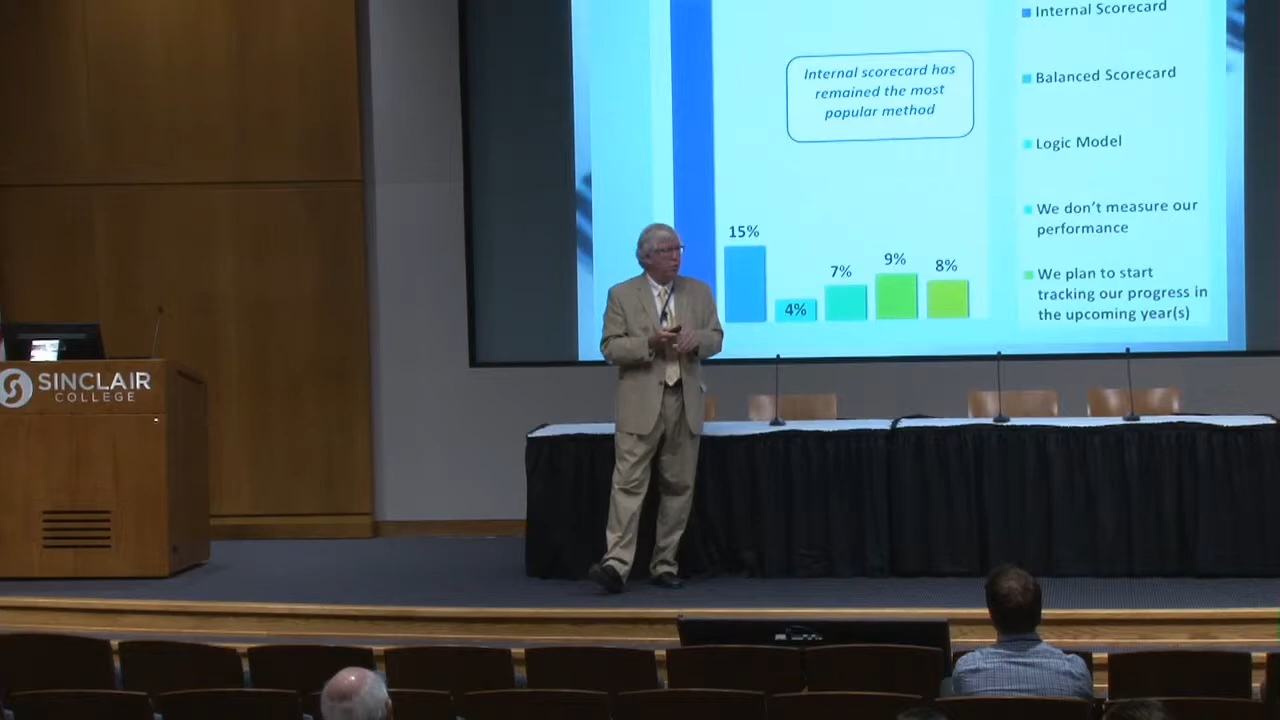 Internal Scorecard
Internal scorecard has
remained the most
popular method
Balanced Scorecard
Logic Model
We don't measure our
performance
We plan to start
tracking our progress in
the upcoming year(s)
15%
4%
7%
9%
8%
SINCLAIR
COLLEGE